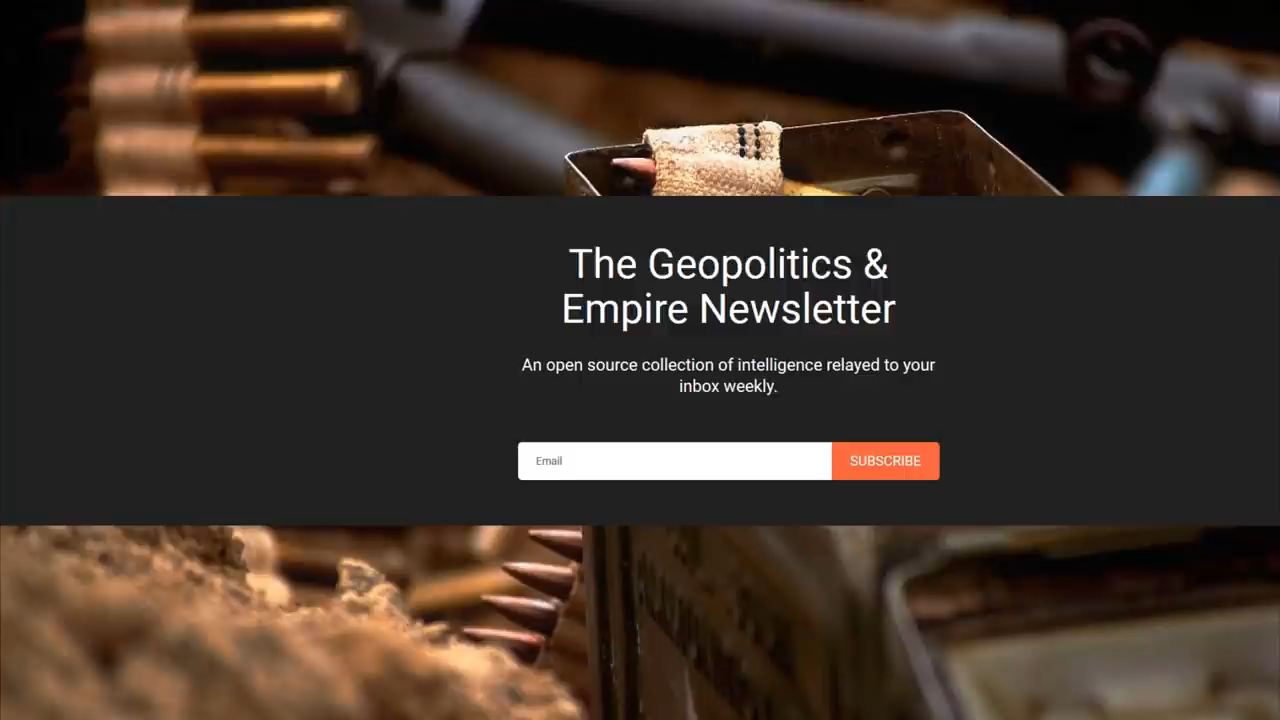 The Geopolitics &
Empire Newsletter
An open source collection of intelligence relayed to your
inbox weekly.
Email
SUBSCRIBE